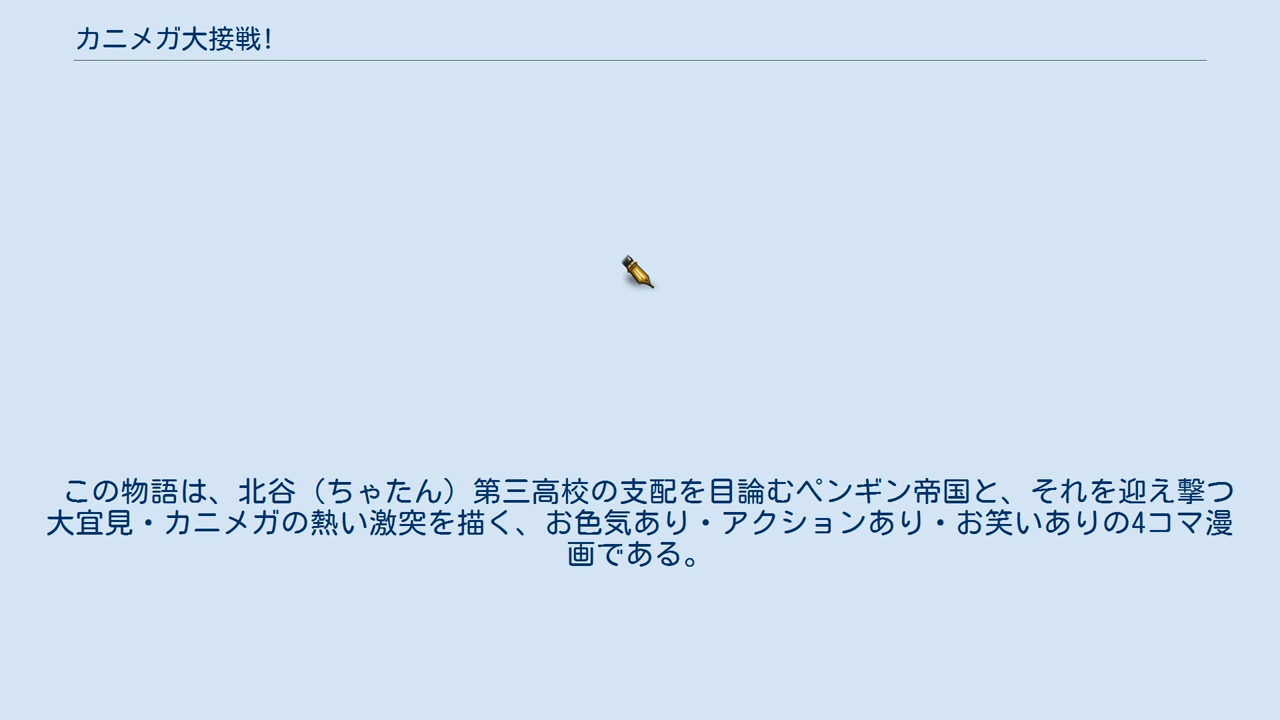 カニメガ大接戦!
この物語は、北谷（ちゃたん）第三高校の支配を目論むペンギン帝国と、それを迎え撃つ
大宜見・カニメガの熱い激突を描く、お色気あり・アクションあり・お笑いありの4コマ漫
画である。